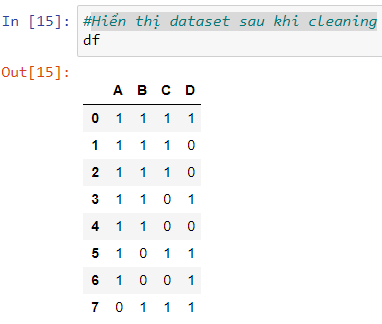 In [15]: #Hiển thị dataset sau khi cleaning
df
Out[15]:
A B C D
0 1 1 1 1
1 1 1 1 0
2 1 1 1 0
3 1 1 0 1
4 1 1 0 0
5 1 0 1 1
6 1 0 0 1
7 0 1 1 1